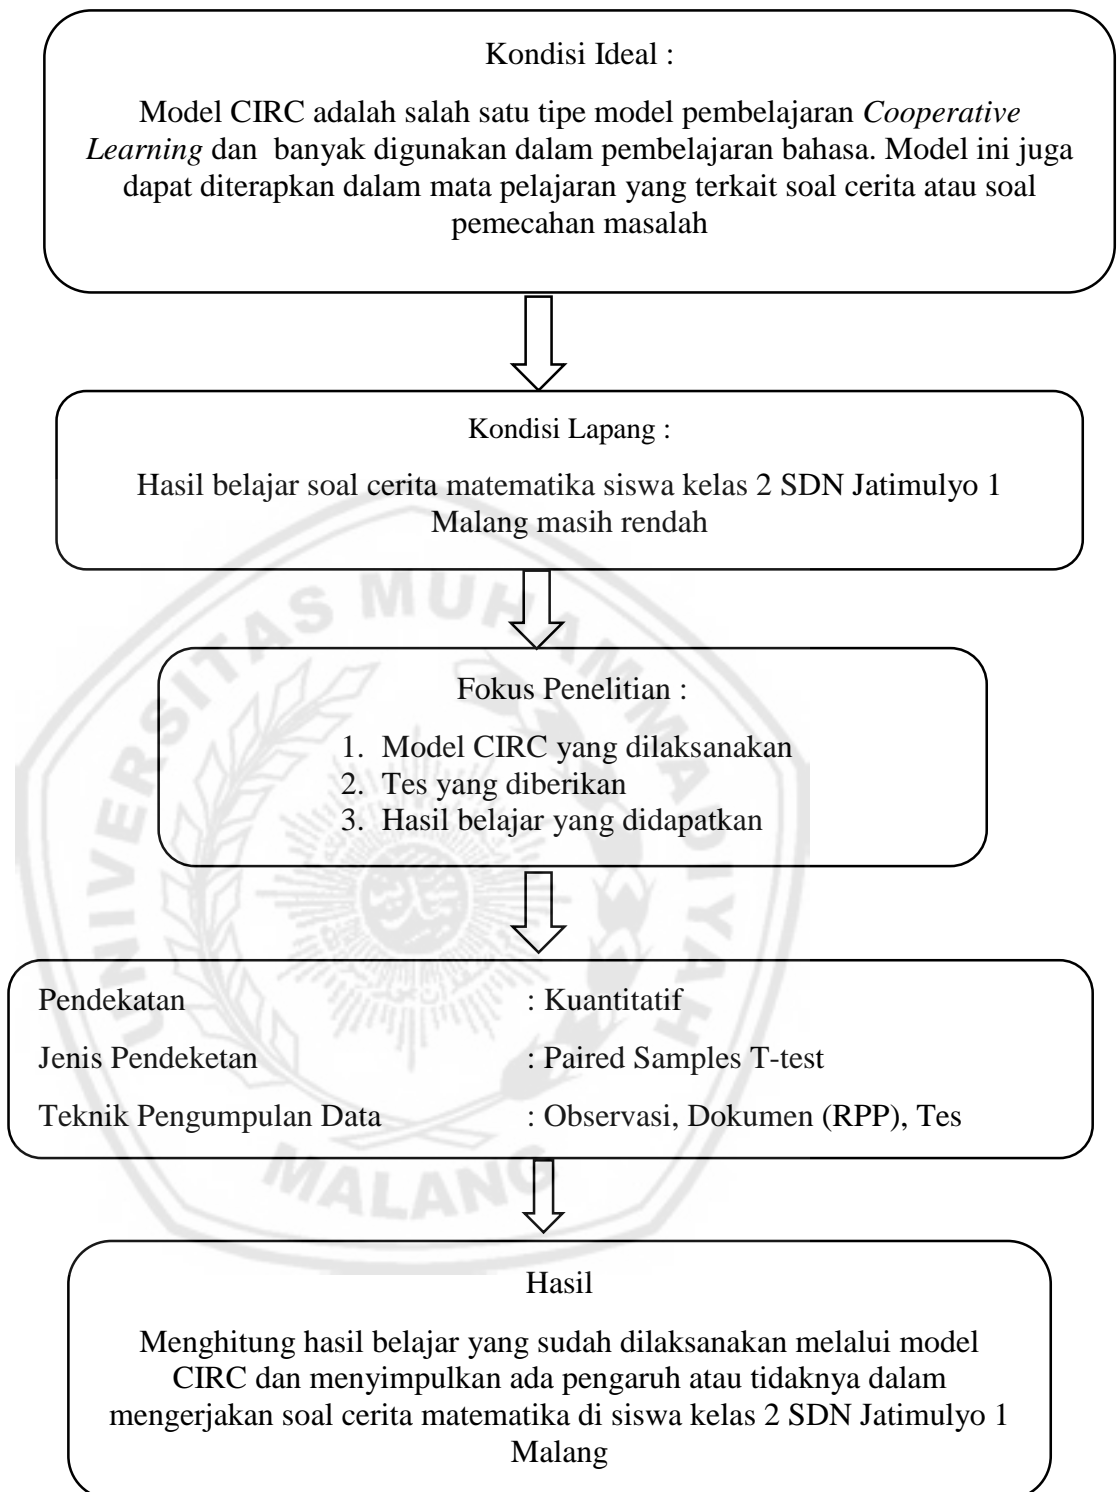 Kondisi Ideal :
Model CIRC adalah salah satu tipe model pembelajaran Cooperative
Learning dan banyak digunakan dalam pembelajaran bahasa. Model ini juga
dapat diterapkan dalam mata pelajaran yang terkait soal cerita atau soal
pemecahan masalah
Kondisi Lapang :
Hasil belajar soal cerita matematika siswa kelas 2 SDN Jatimulyo 1
Malang masih rendah
Fokus Penelitian :
1. Model CIRC yang dilaksanakan
2. Tes yang diberikan
3. Hasil belajar yang didapatkan
Pendekatan : Kuantitatif
Jenis Pendeketan : Paired Samples T-test
Teknik Pengumpulan Data : Observasi, Dokumen (RPP), Tes
Hasil
Menghitung hasil belajar yang sudah dilaksanakan melalui model
CIRC dan menyimpulkan ada pengaruh atau tidaknya dalam
mengerjakan soal cerita matematika di siswa kelas 2 SDN Jatimulyo 1
Malang
UNIVERSITAS MUHAMMADIYAH
MALANG